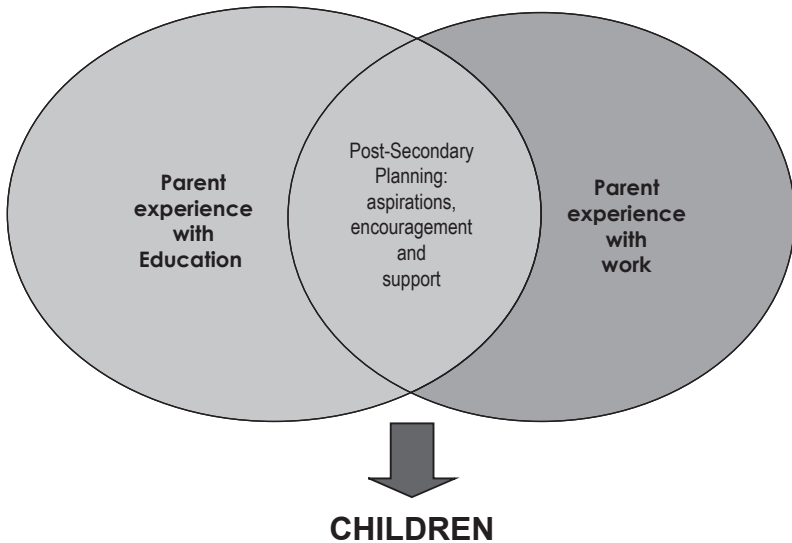 Parent
experience
with
Education
Post-Secondary
Planning:
aspirations,
encouragement
and
support
Parent
experience
with
work
CHILDREN